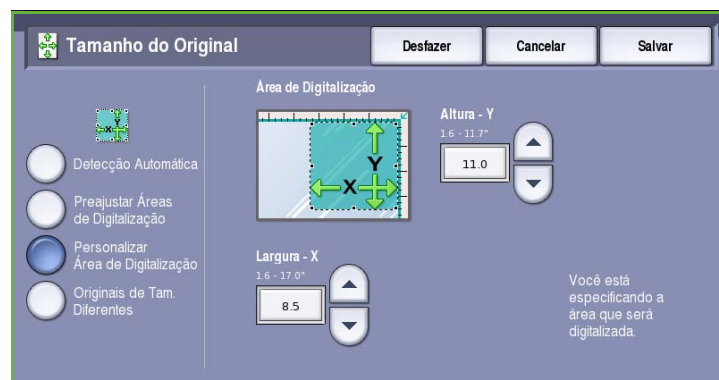 Tamanho do Original
Desfazer
Cancelar
Salvar
Área de Digitalização
Detecção Automática
Preajustar Áreas
de Digitalização
Personalizar
Área de Digitalização
Originais de Tam.
Diferentes
Y
X
Y
X
Altura - Y
1.6 - 11.7"
11.0
Largura - X
1.6 - 17.0"
8.5
Você está
especificando a
área que será
digitalizada.